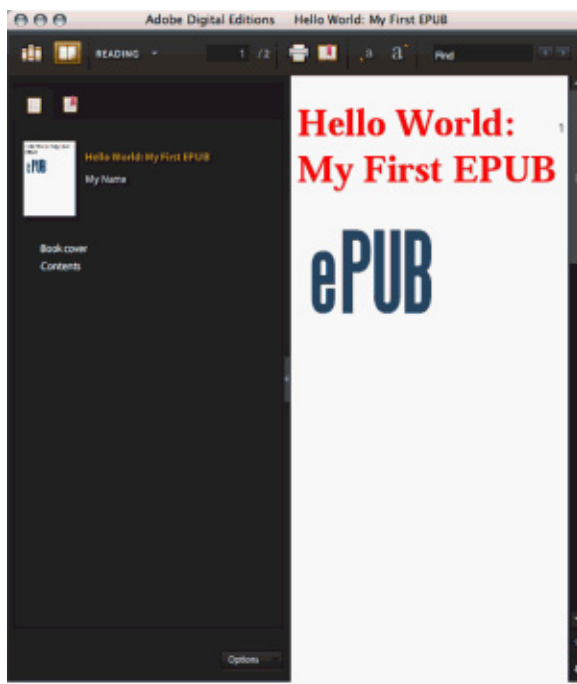 Adobe Digital Editions   Hello World: My First EPUB
READING 1 /2 a a Find
Hello World: My First EPUB
My Name
ePUB
Book cover
Contents
Options
Hello World:
My First EPUB
1
ePUB